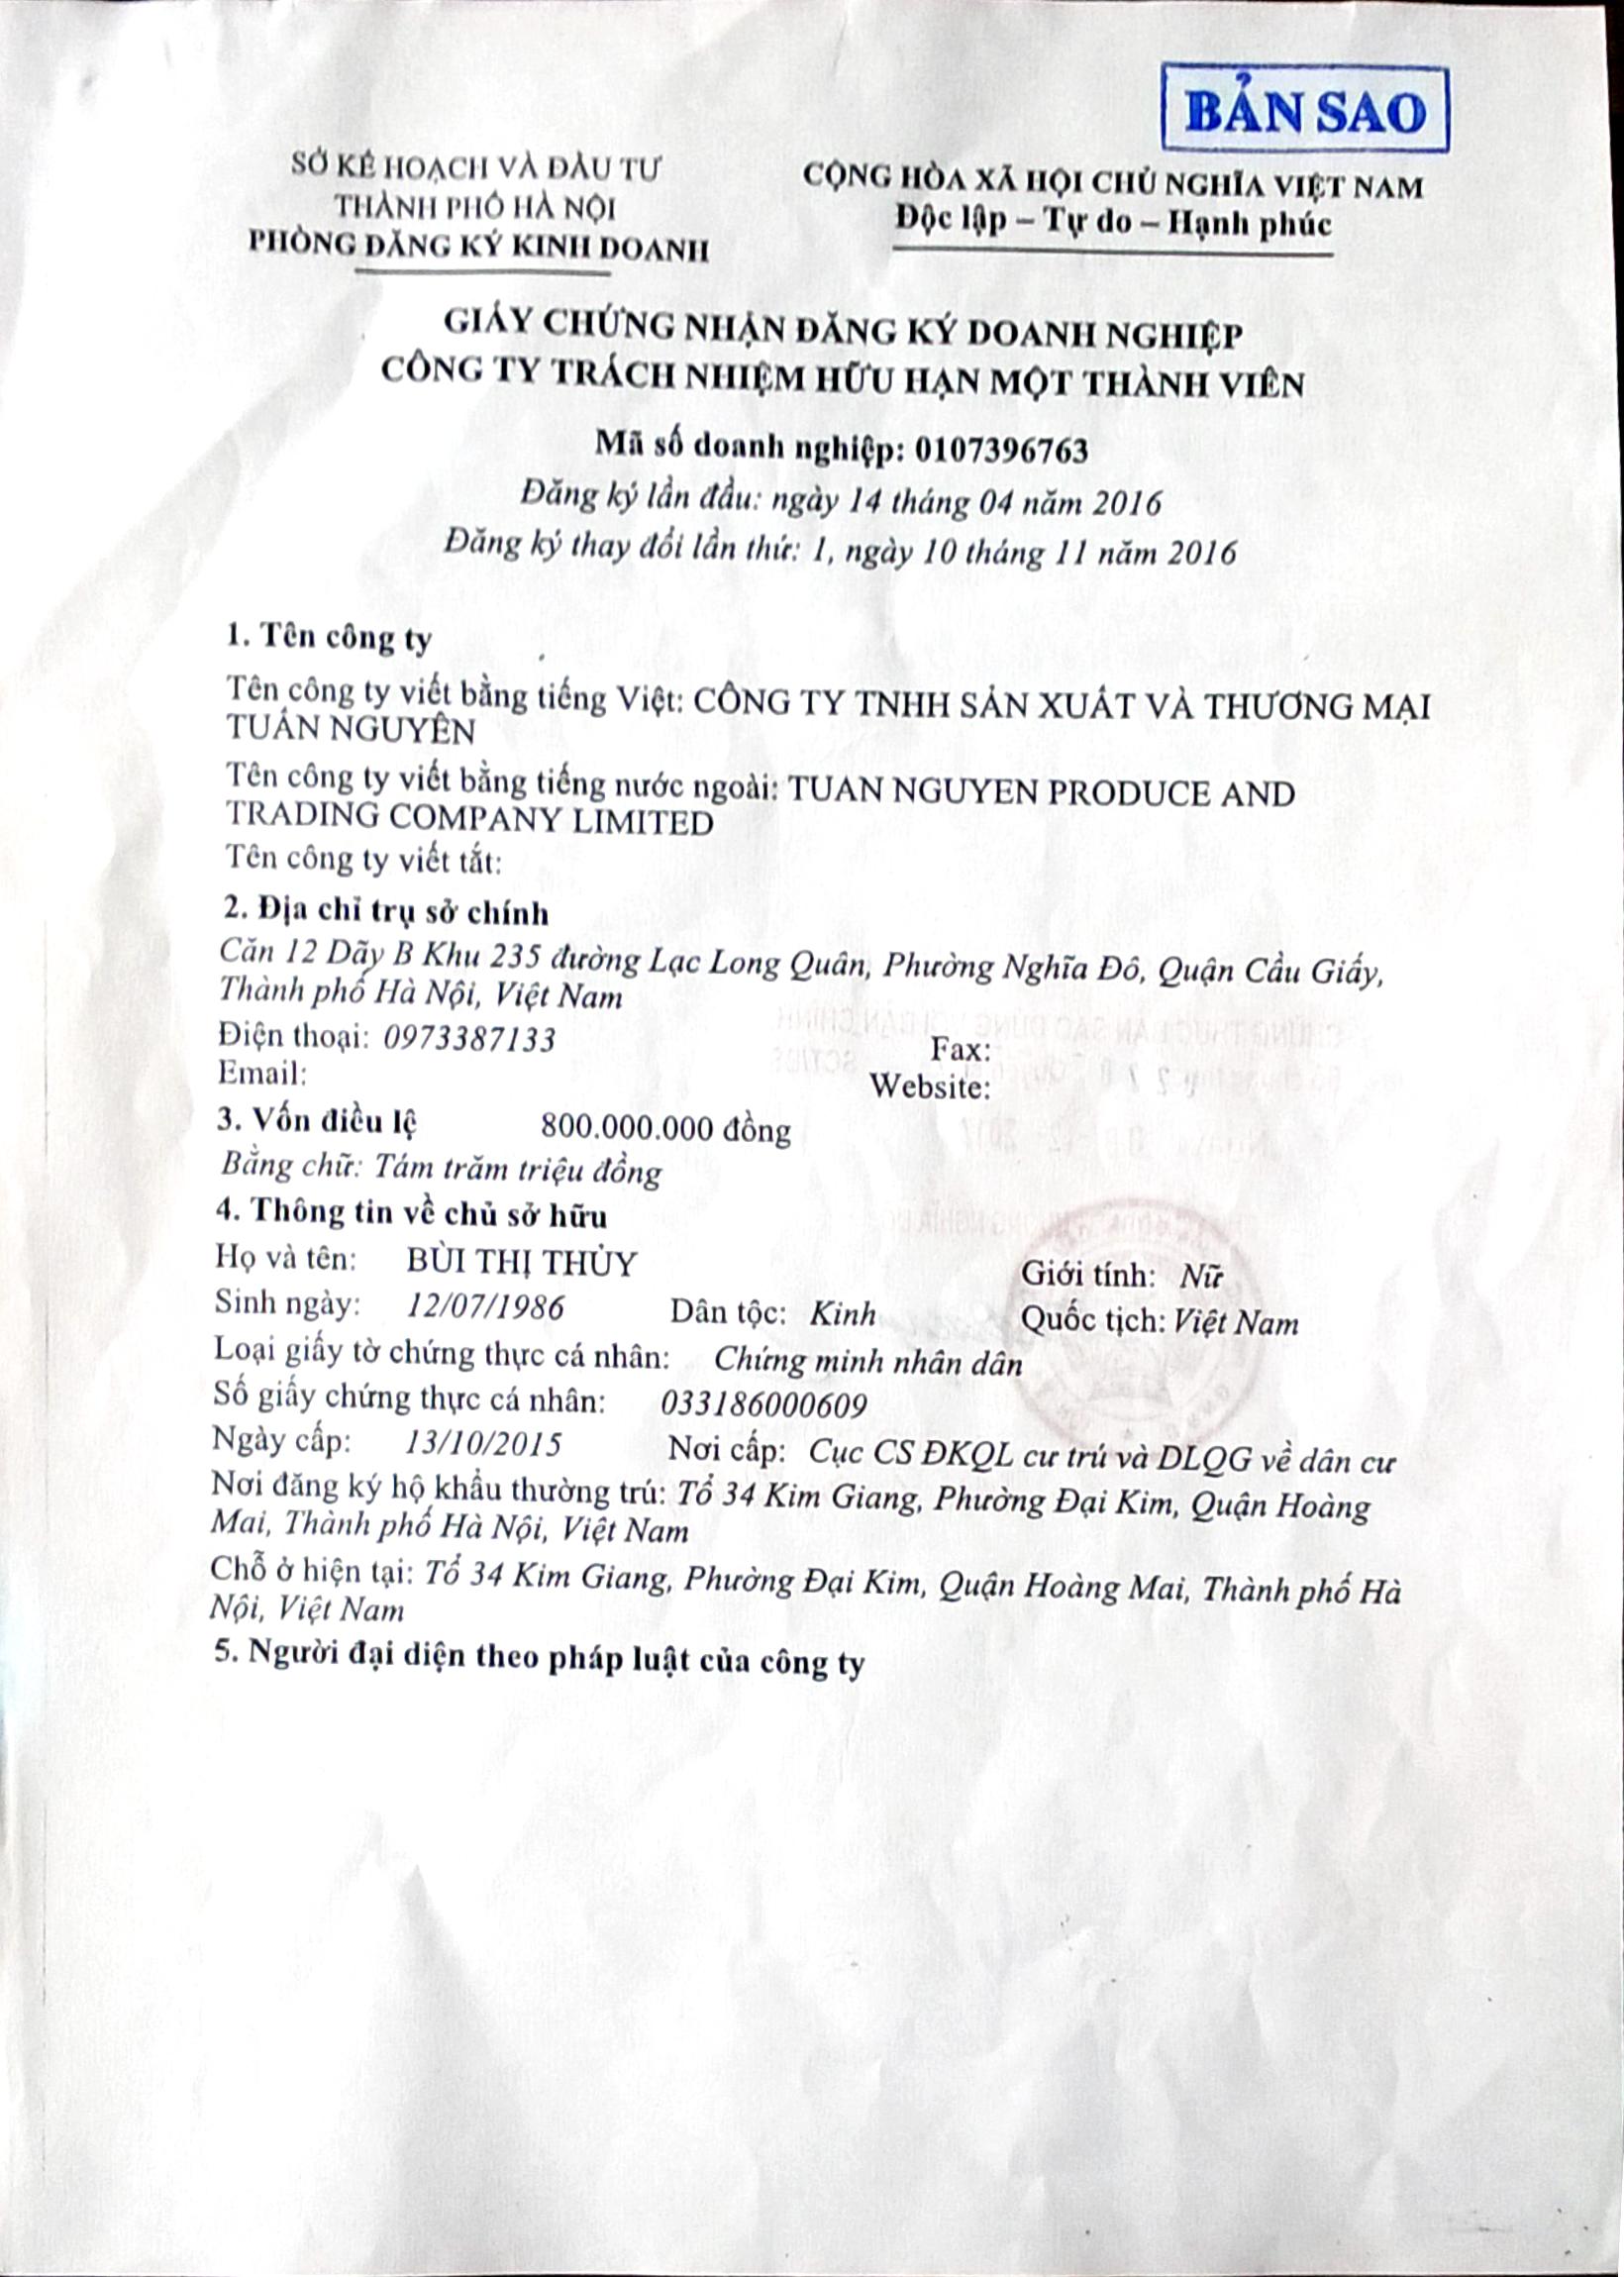 BẢN SAO
SỞ KẾ HOẠCH VÀ ĐẦU TƯ
THÀNH PHỐ HÀ NỘI
PHÒNG ĐĂNG KÝ KINH DOANH
CỘNG HÒA XÃ HỘI CHỦ NGHĨA VIỆT NAM
Độc lập – Tự do – Hạnh phúc
GIẤY CHỨNG NHẬN ĐĂNG KÝ DOANH NGHIỆP
CÔNG TY TRÁCH NHIỆM HỮU HẠN MỘT THÀNH VIÊN
Mã số doanh nghiệp: 0107396763
Đăng ký lần đầu: ngày 14 tháng 04 năm 2016
Đăng ký thay đổi lần thứ: 1, ngày 10 tháng 11 năm 2016
1. Tên công ty
Tên công ty viết bằng tiếng Việt: CÔNG TY TNHH SẢN XUẤT VÀ THƯƠNG MẠI
TUẤN NGUYÊN
Tên công ty viết bằng tiếng nước ngoài: TUAN NGUYEN PRODUCE AND
TRADING COMPANY LIMITED
Tên công ty viết tắt:
2. Địa chỉ trụ sở chính
Căn 12 Dãy B Khu 235 đường Lạc Long Quân, Phường Nghĩa Đô, Quận Cầu Giấy,
Thành phố Hà Nội, Việt Nam
Điện thoại: 0973387133 Fax:
Email: Website:
3. Vốn điều lệ 800.000.000 đồng
Bằng chữ: Tám trăm triệu đồng
4. Thông tin về chủ sở hữu
Họ và tên: BÙI THỊ THỦY Giới tính: Nữ
Sinh ngày: 12/07/1986 Dân tộc: Kinh Quốc tịch: Việt Nam
Loại giấy tờ chứng thực cá nhân: Chứng minh nhân dân
Số giấy chứng thực cá nhân: 033186000609
Ngày cấp: 13/10/2015 Nơi cấp: Cục CS ĐKQL cư trú và DLQG về dân cư
Nơi đăng ký hộ khẩu thường trú: Tổ 34 Kim Giang, Phường Đại Kim, Quận Hoàng
Mai, Thành phố Hà Nội, Việt Nam
Chỗ ở hiện tại: Tổ 34 Kim Giang, Phường Đại Kim, Quận Hoàng Mai, Thành phố Hà
Nội, Việt Nam
5. Người đại diện theo pháp luật của công ty